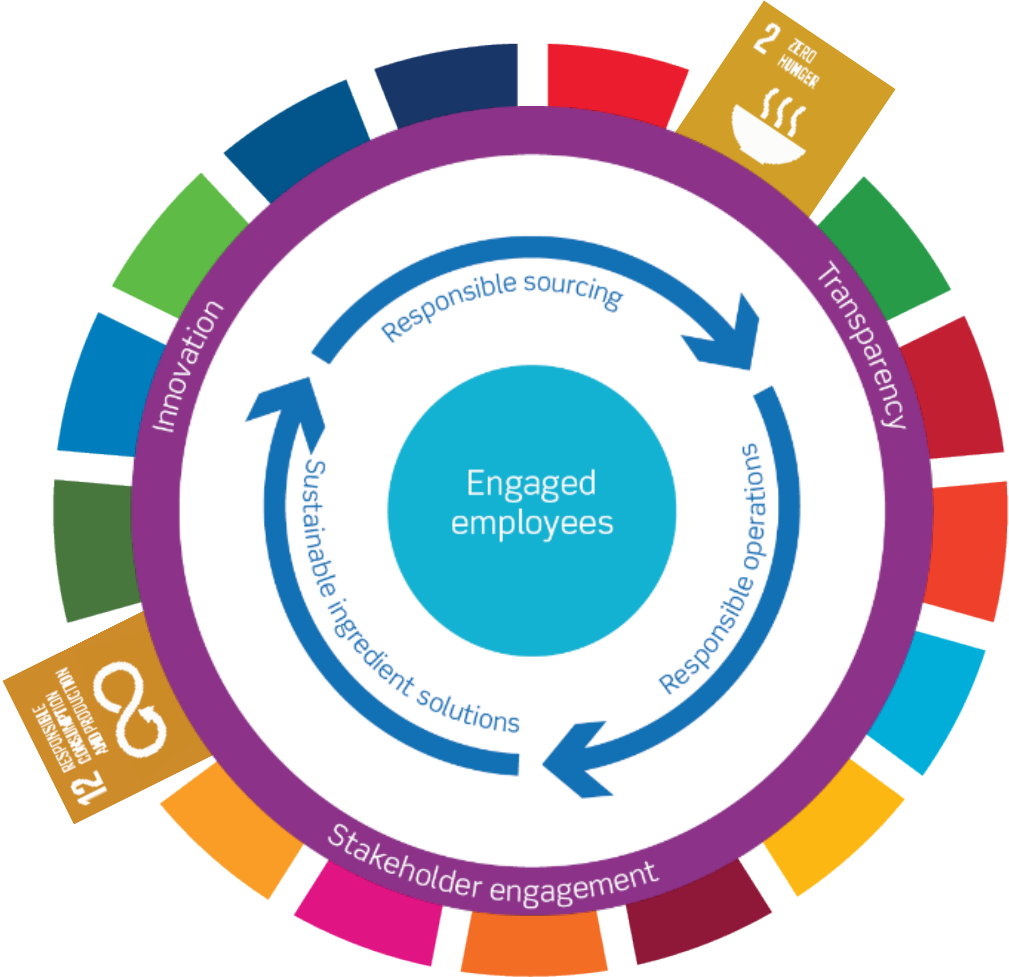 2 ZERO
HUNGER
Transparency
Innovation
Responsible sourcing
Engaged
employees
Responsible operations
Sustainable ingredient solutions
Stakeholder engagement
12 RESPONSIBLE
CONSUMPTION
AND PRODUCTION